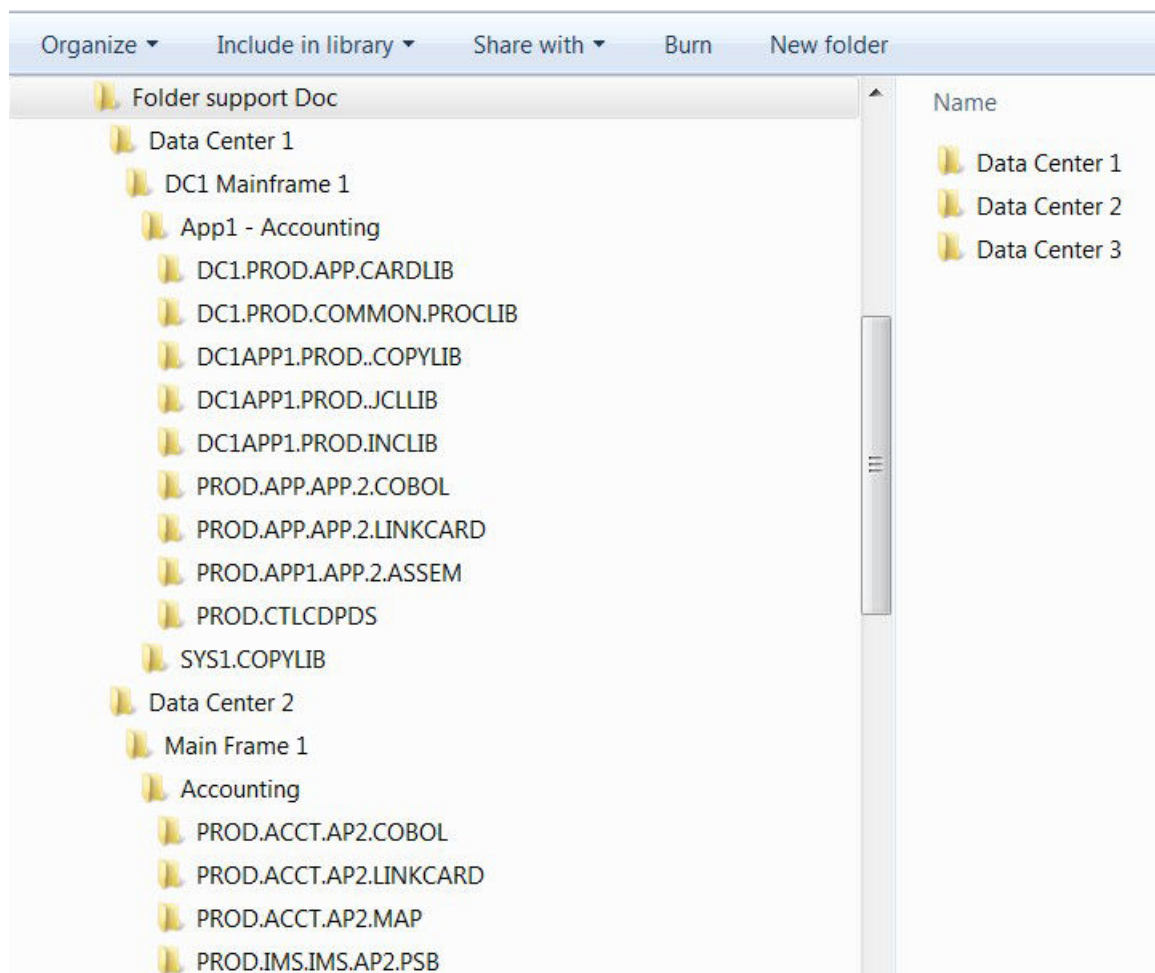 Organize Include in library Share with Burn New folder
Folder support Doc
Data Center 1
DC1 Mainframe 1
App1 - Accounting
DC1.PROD.APP.CARDLIB
DC1.PROD.COMMON.PROCLIB
DC1APP1.PROD..COPYLIB
DC1APP1.PROD..JCLLIB
DC1APP1.PROD.INCLIB
PROD.APP.APP.2.COBOL
PROD.APP.APP.2.LINKCARD
PROD.APP1.APP.2.ASSEM
PROD.CTLCDPDS
SYS1.COPYLIB
Data Center 2
Main Frame 1
Accounting
PROD.ACCT.AP2.COBOL
PROD.ACCT.AP2.LINKCARD
PROD.ACCT.AP2.MAP
PROD.IMS.IMS.AP2.PSB
Name
Data Center 1
Data Center 2
Data Center 3